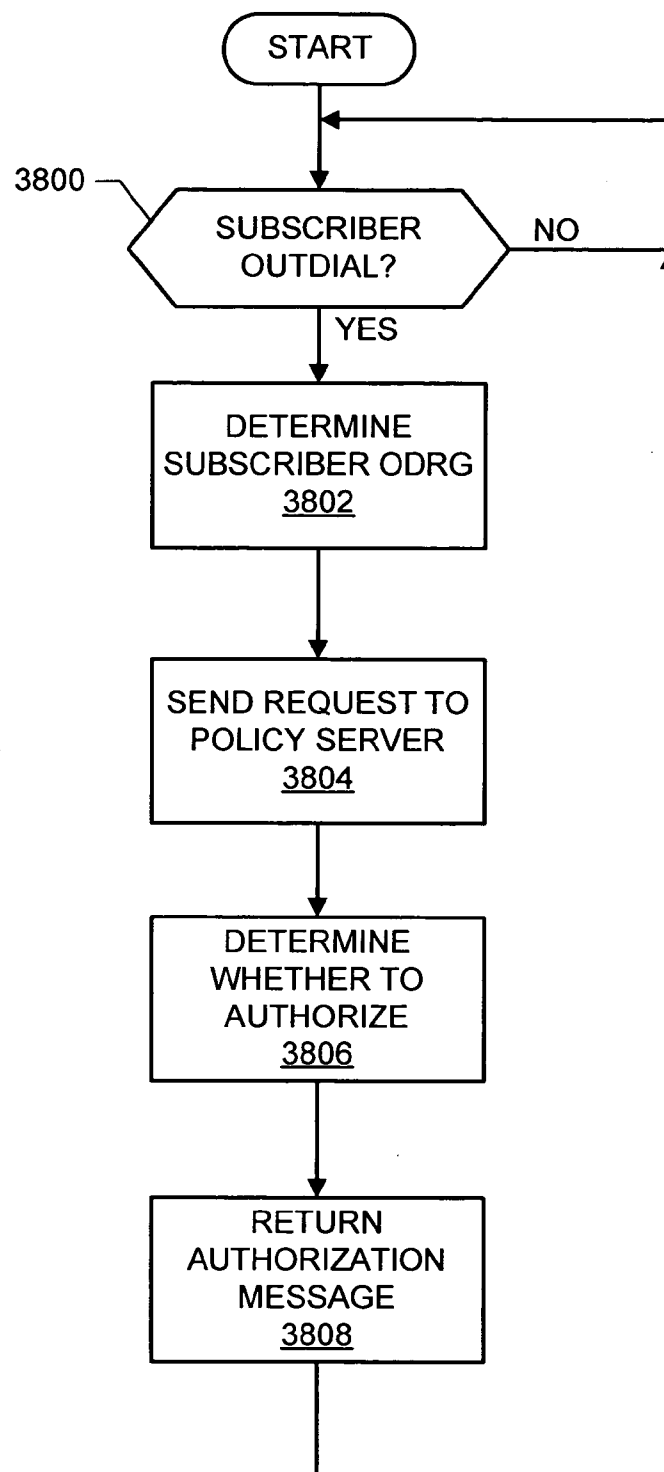 START
3800
SUBSCRIBER
OUTDIAL?
NO
YES
DETERMINE
SUBSCRIBER ODRG
3802
SEND REQUEST TO
POLICY SERVER
3804
DETERMINE
WHETHER TO
AUTHORIZE
3806
RETURN
AUTHORIZATION
MESSAGE
3808